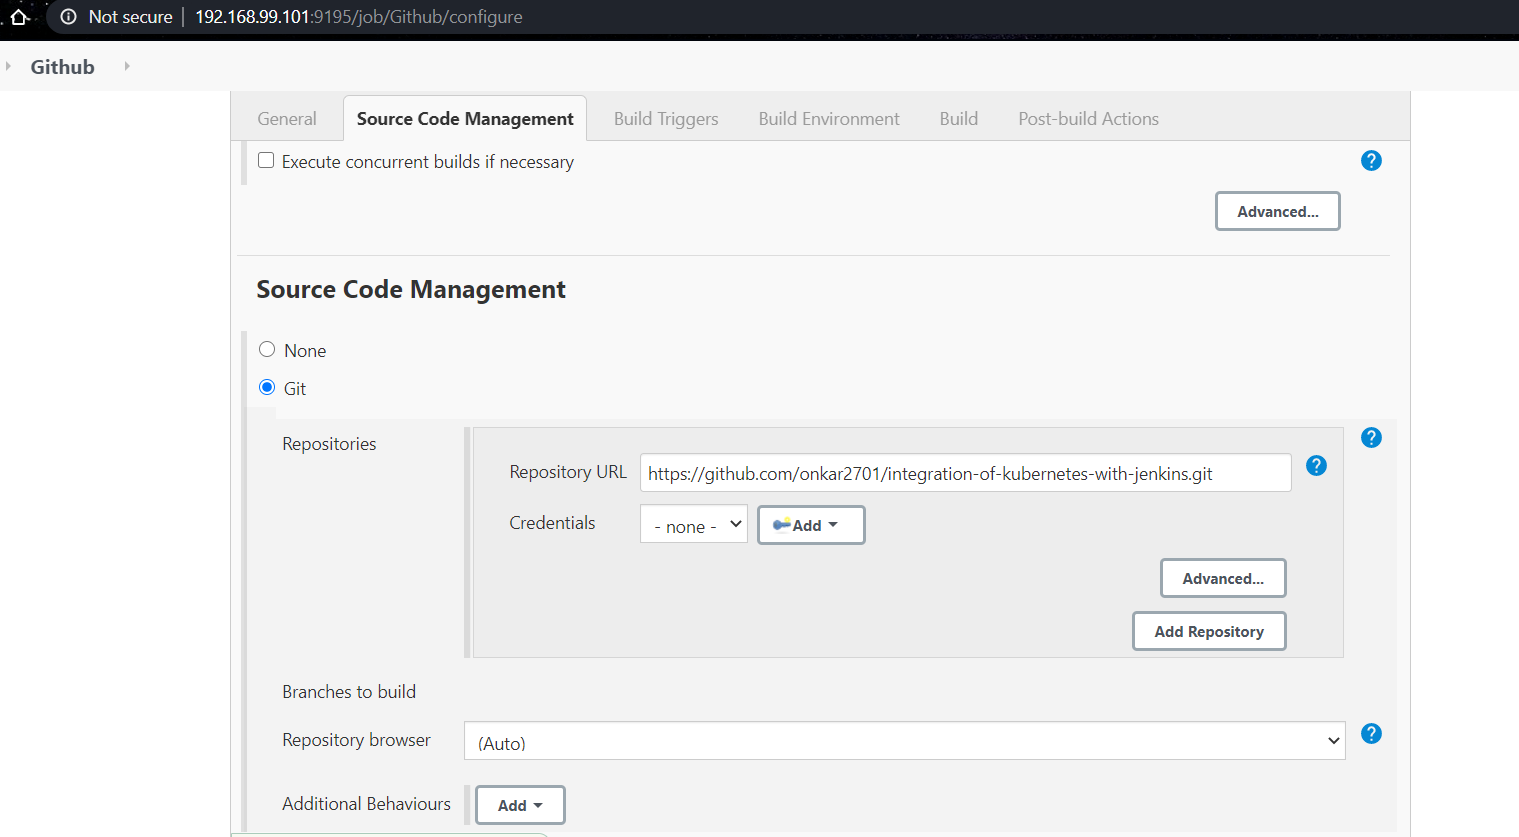 Not secure | 192.168.99.101:9195/job/Github/configure
Github
General Source Code Management Build Triggers Build Environment Build Post-build Actions
Execute concurrent builds if necessary ?
Advanced...
Source Code Management
None
Git
Repositories ?
Repository URL https://github.com/onkar2701/integration-of-kubernetes-with-jenkins.git ?
Credentials - none - Add
Advanced...
Add Repository
Branches to build
Repository browser (Auto) ?
Additional Behaviours Add